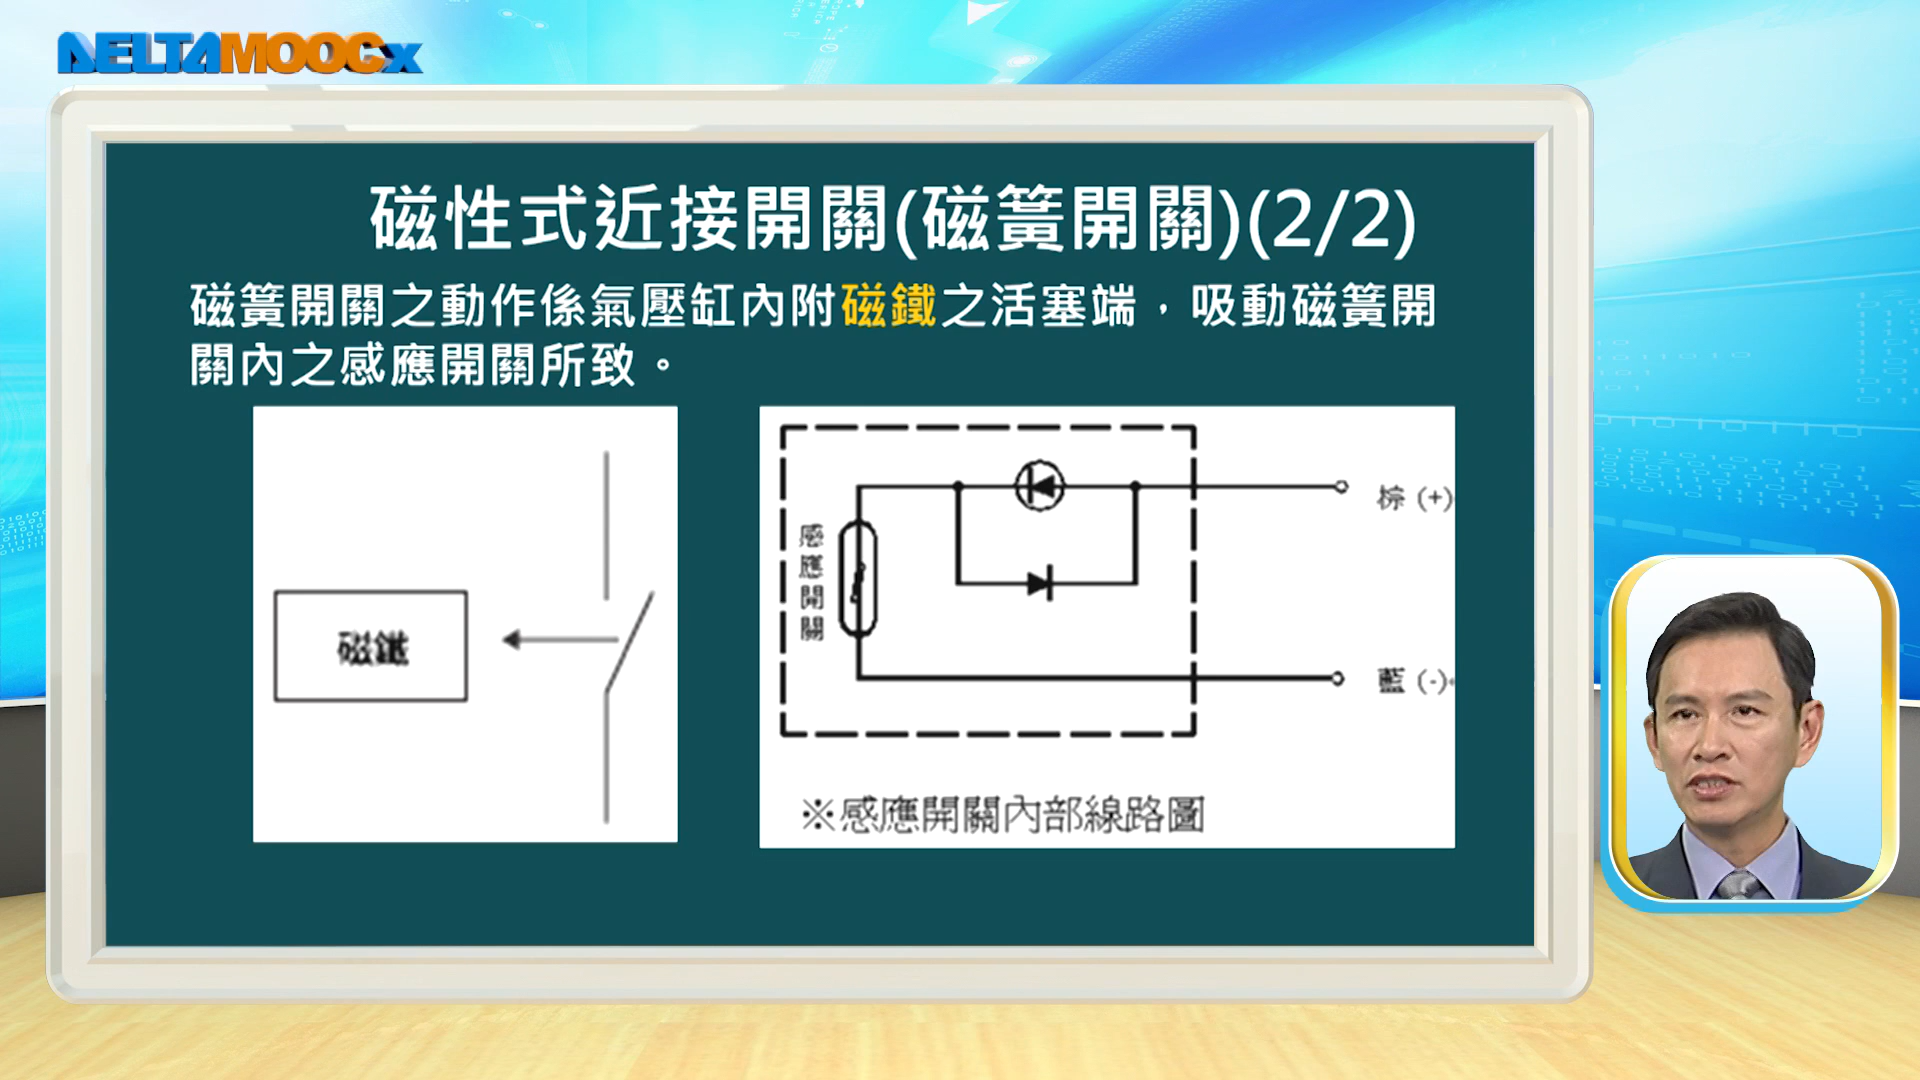 DELTAMOOCx
磁性式近接開關(磁簧開關)(2/2)
磁簧開關之動作係氣壓缸內附磁鐵之活塞端，吸動磁簧開
關內之感應開關所致。
磁鐵
感應開關
棕 (+)
藍 (-)
※感應開關內部線路圖